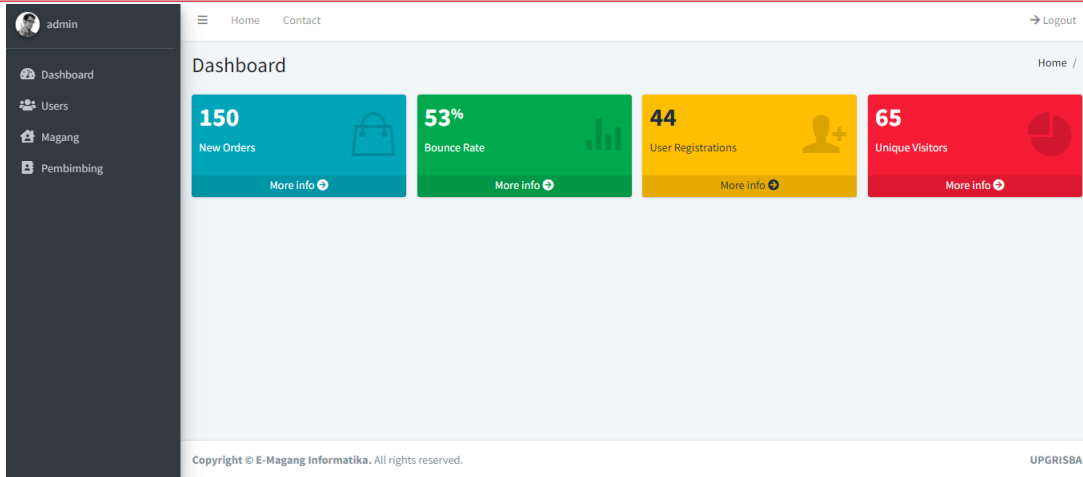 admin
Home Contact
Logout
Dashboard
Users
Magang
Pembimbing
Dashboard
Home /
150
New Orders
More info
53%
Bounce Rate
More info
44
User Registrations
More info
65
Unique Visitors
More info
Copyright © E-Magang Informatika. All rights reserved.
UPGRISBA